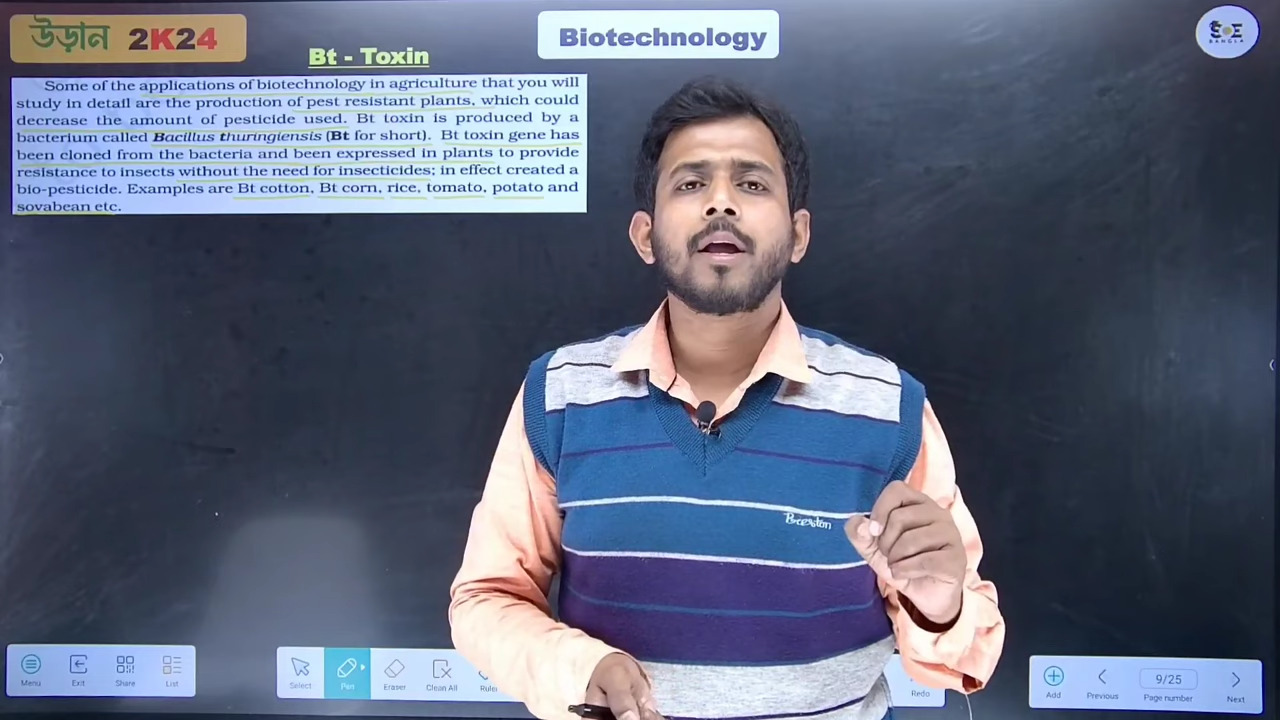 উড়ান 2K24
Biotechnology
BANGLA
Bt - Toxin
Some of the applications of biotechnology in agriculture that you will
study in detail are the production of pest resistant plants, which could
decrease the amount of pesticide used. Bt toxin is produced by a
bacterium called Bacillus thuringiensis (Bt for short). Bt toxin gene has
been cloned from the bacteria and been expressed in plants to provide
resistance to insects without the need for insecticides; in effect created a
bio-pesticide. Examples are Bt cotton, Bt corn, rice, tomato, potato and
soyabean etc.
Menu
Exit
Share
List
Select
Pen
Eraser
Clean All
Ruler
Redo
Add
Previous
9/25
Page number
Next